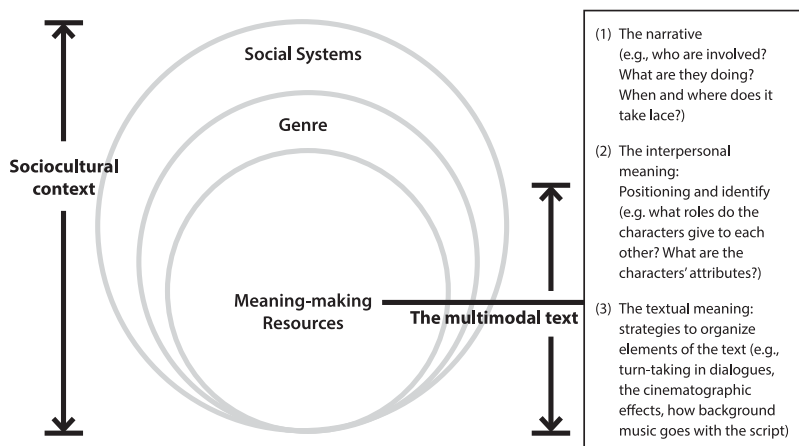 Social Systems
Genre
Sociocultural
context
Meaning-making
Resources
The multimodal text
(1) The narrative
(e.g., who are involved?
What are they doing?
When and where does it
take lace?)
(2) The interpersonal
meaning:
Positioning and identify
(e.g. what roles do the
characters give to each
other? What are the
characters' attributes?)
(3) The textual meaning:
strategies to organize
elements of the text (e.g.,
turn-taking in dialogues,
the cinematographic
effects, how background
music goes with the script)